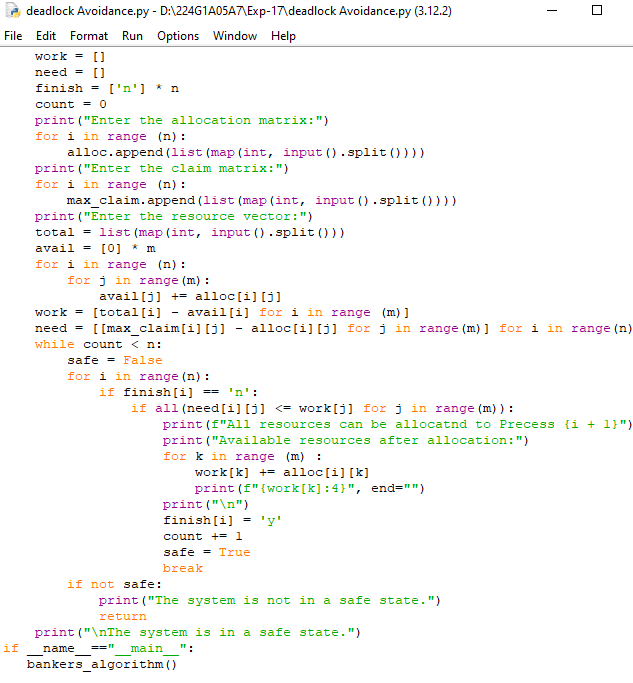 deadlock Avoidance.py - D:\224G1A05A7\Exp-17\deadlock Avoidance.py (3.12.2)
File Edit Format Run Options Window Help
    work = []
    need = []
    finish = ['n'] * n
    count = 0
    print("Enter the allocation matrix:")
    for i in range (n):
        alloc.append(list(map(int, input().split())))
    print("Enter the claim matrix:")
    for i in range (n):
        max_claim.append(list(map(int, input().split())))
    print("Enter the resource vector:")
    total = list(map(int, input().split()))
    avail = [0] * m
    for i in range (n):
        for j in range(m):
            avail[j] += alloc[i][j]
    work = [total[i] - avail[i] for i in range (m)]
    need = [[max_claim[i][j] - alloc[i][j] for j in range(m)] for i in range(n)
    while count < n:
        safe = False
        for i in range(n):
            if finish[i] == 'n':
                if all(need[i][j] <= work[j] for j in range(m)):
                    print(f"All resources can be allocatnd to Precess {i + 1}")
                    print("Available resources after allocation:")
                    for k in range (m) :
                        work[k] += alloc[i][k]
                        print(f"{work[k]:4}", end="")
                    print("\n")
                    finish[i] = 'y'
                    count += 1
                    safe = True
                    break
        if not safe:
            print("The system is not in a safe state.")
            return
    print("\nThe system is in a safe state.")
if __name__=="__main__":
   bankers_algorithm()